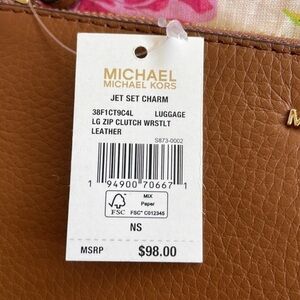 MICHAEL
MICHAEL KORS
JET SET CHARM
38F1CT9C4L LUGGAGE
LG ZIP CLUTCH WRSTLT
LEATHER
S873-0002
1 94900 70667 1
FSC
MIX
Paper
FSC® C012345
NS
MSRP $98.00
M